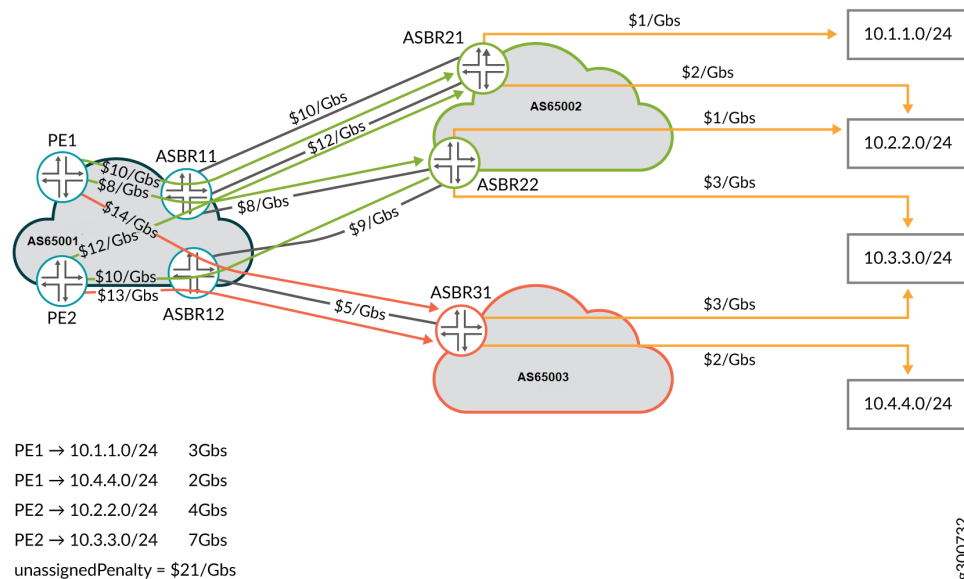 $1/Gbs
ASBR21
10.1.1.0/24
$2/Gbs
$10/Gbs
AS65002
$12/Gbs
$1/Gbs
10.2.2.0/24
PE1
ASBR11
$10/Gbs
$8/Gbs
ASBR22
$8/Gbs
$3/Gbs
$14/Gbs
$9/Gbs
AS65001
$12/Gbs
10.3.3.0/24
$10/Gbs
$13/Gbs
ASBR31
PE2
ASBR12
$5/Gbs
$3/Gbs
$2/Gbs
AS65003
10.4.4.0/24
PE1 → 10.1.1.0/24 3Gbs
PE1 → 10.4.4.0/24 2Gbs
PE2 → 10.2.2.0/24 4Gbs
PE2 → 10.3.3.0/24 7Gbs
unassignedPenalty = $21/Gbs
g300732